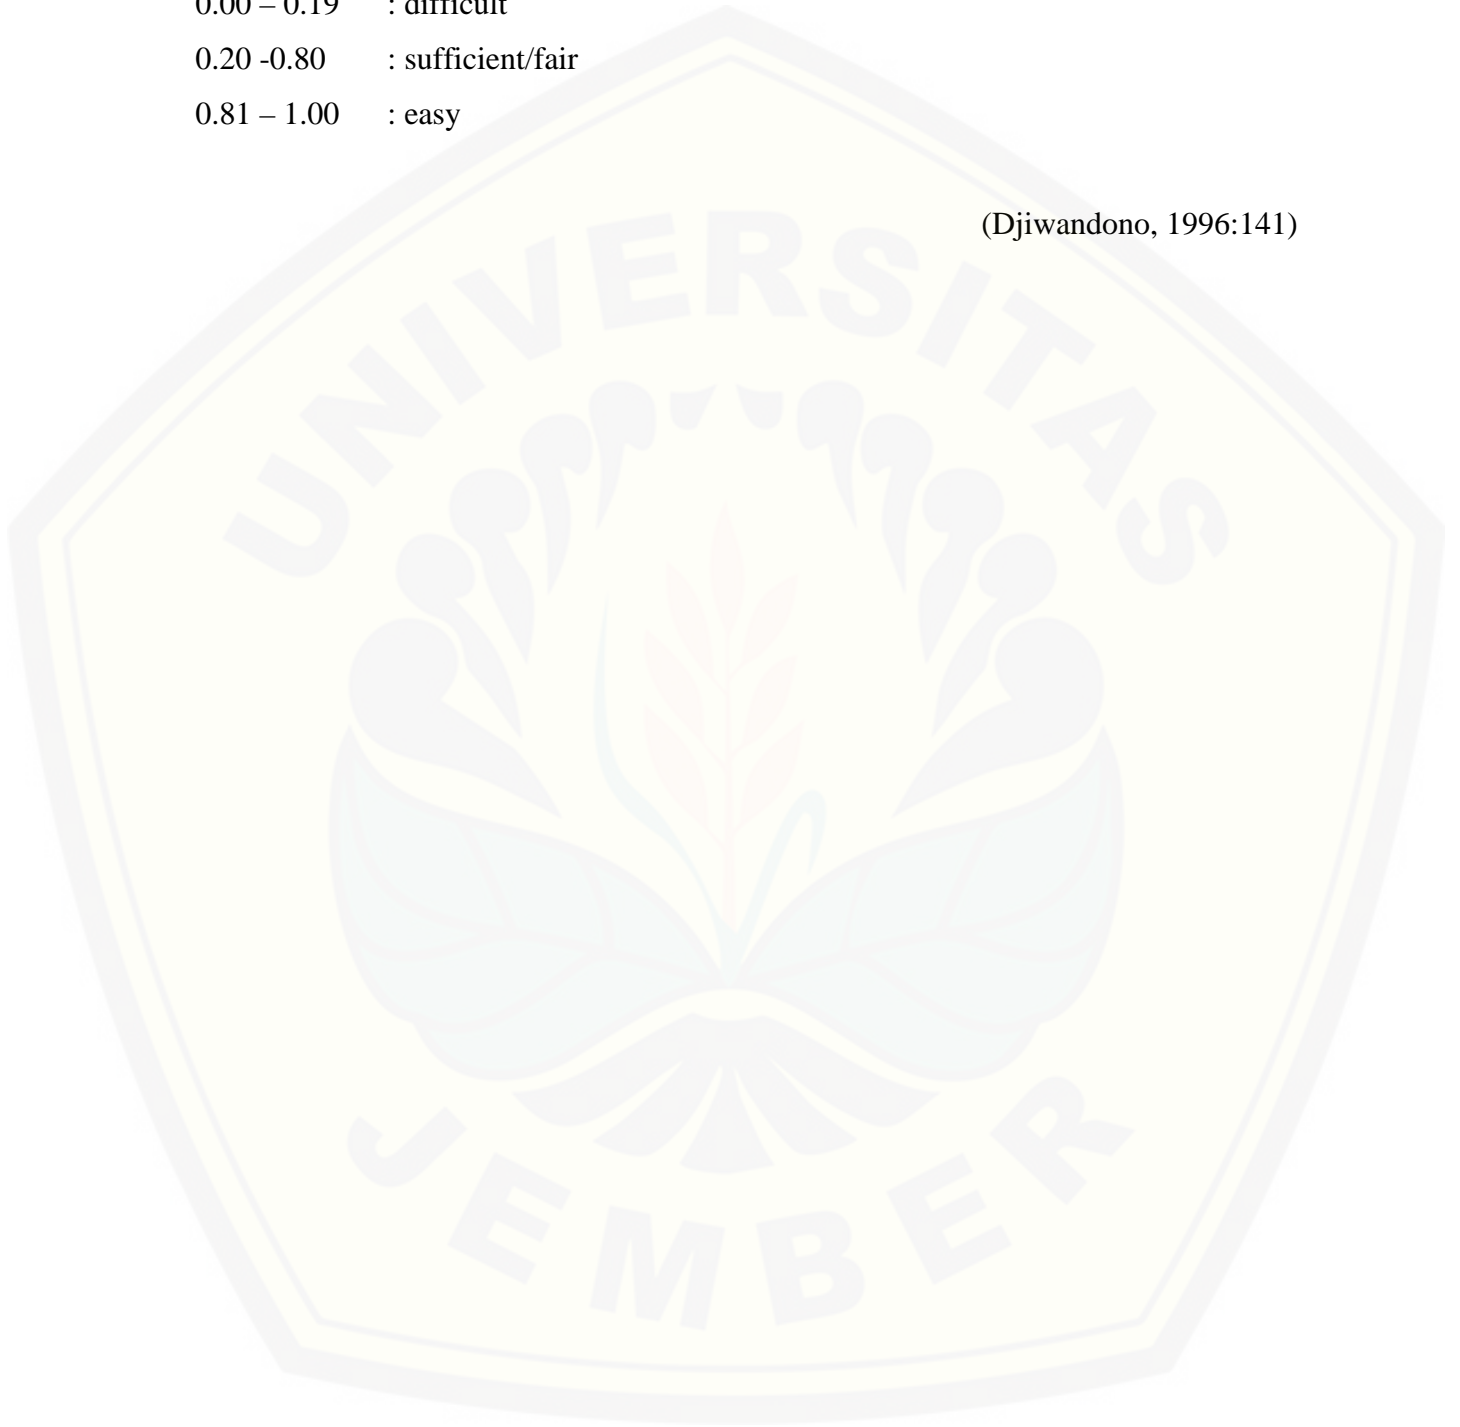 0.00 – 0.19 : difficult
0.20 -0.80 : sufficient/fair
0.81 – 1.00 : easy
(Djiwandono, 1996:141)
UNIVERSITAS
JEMBER